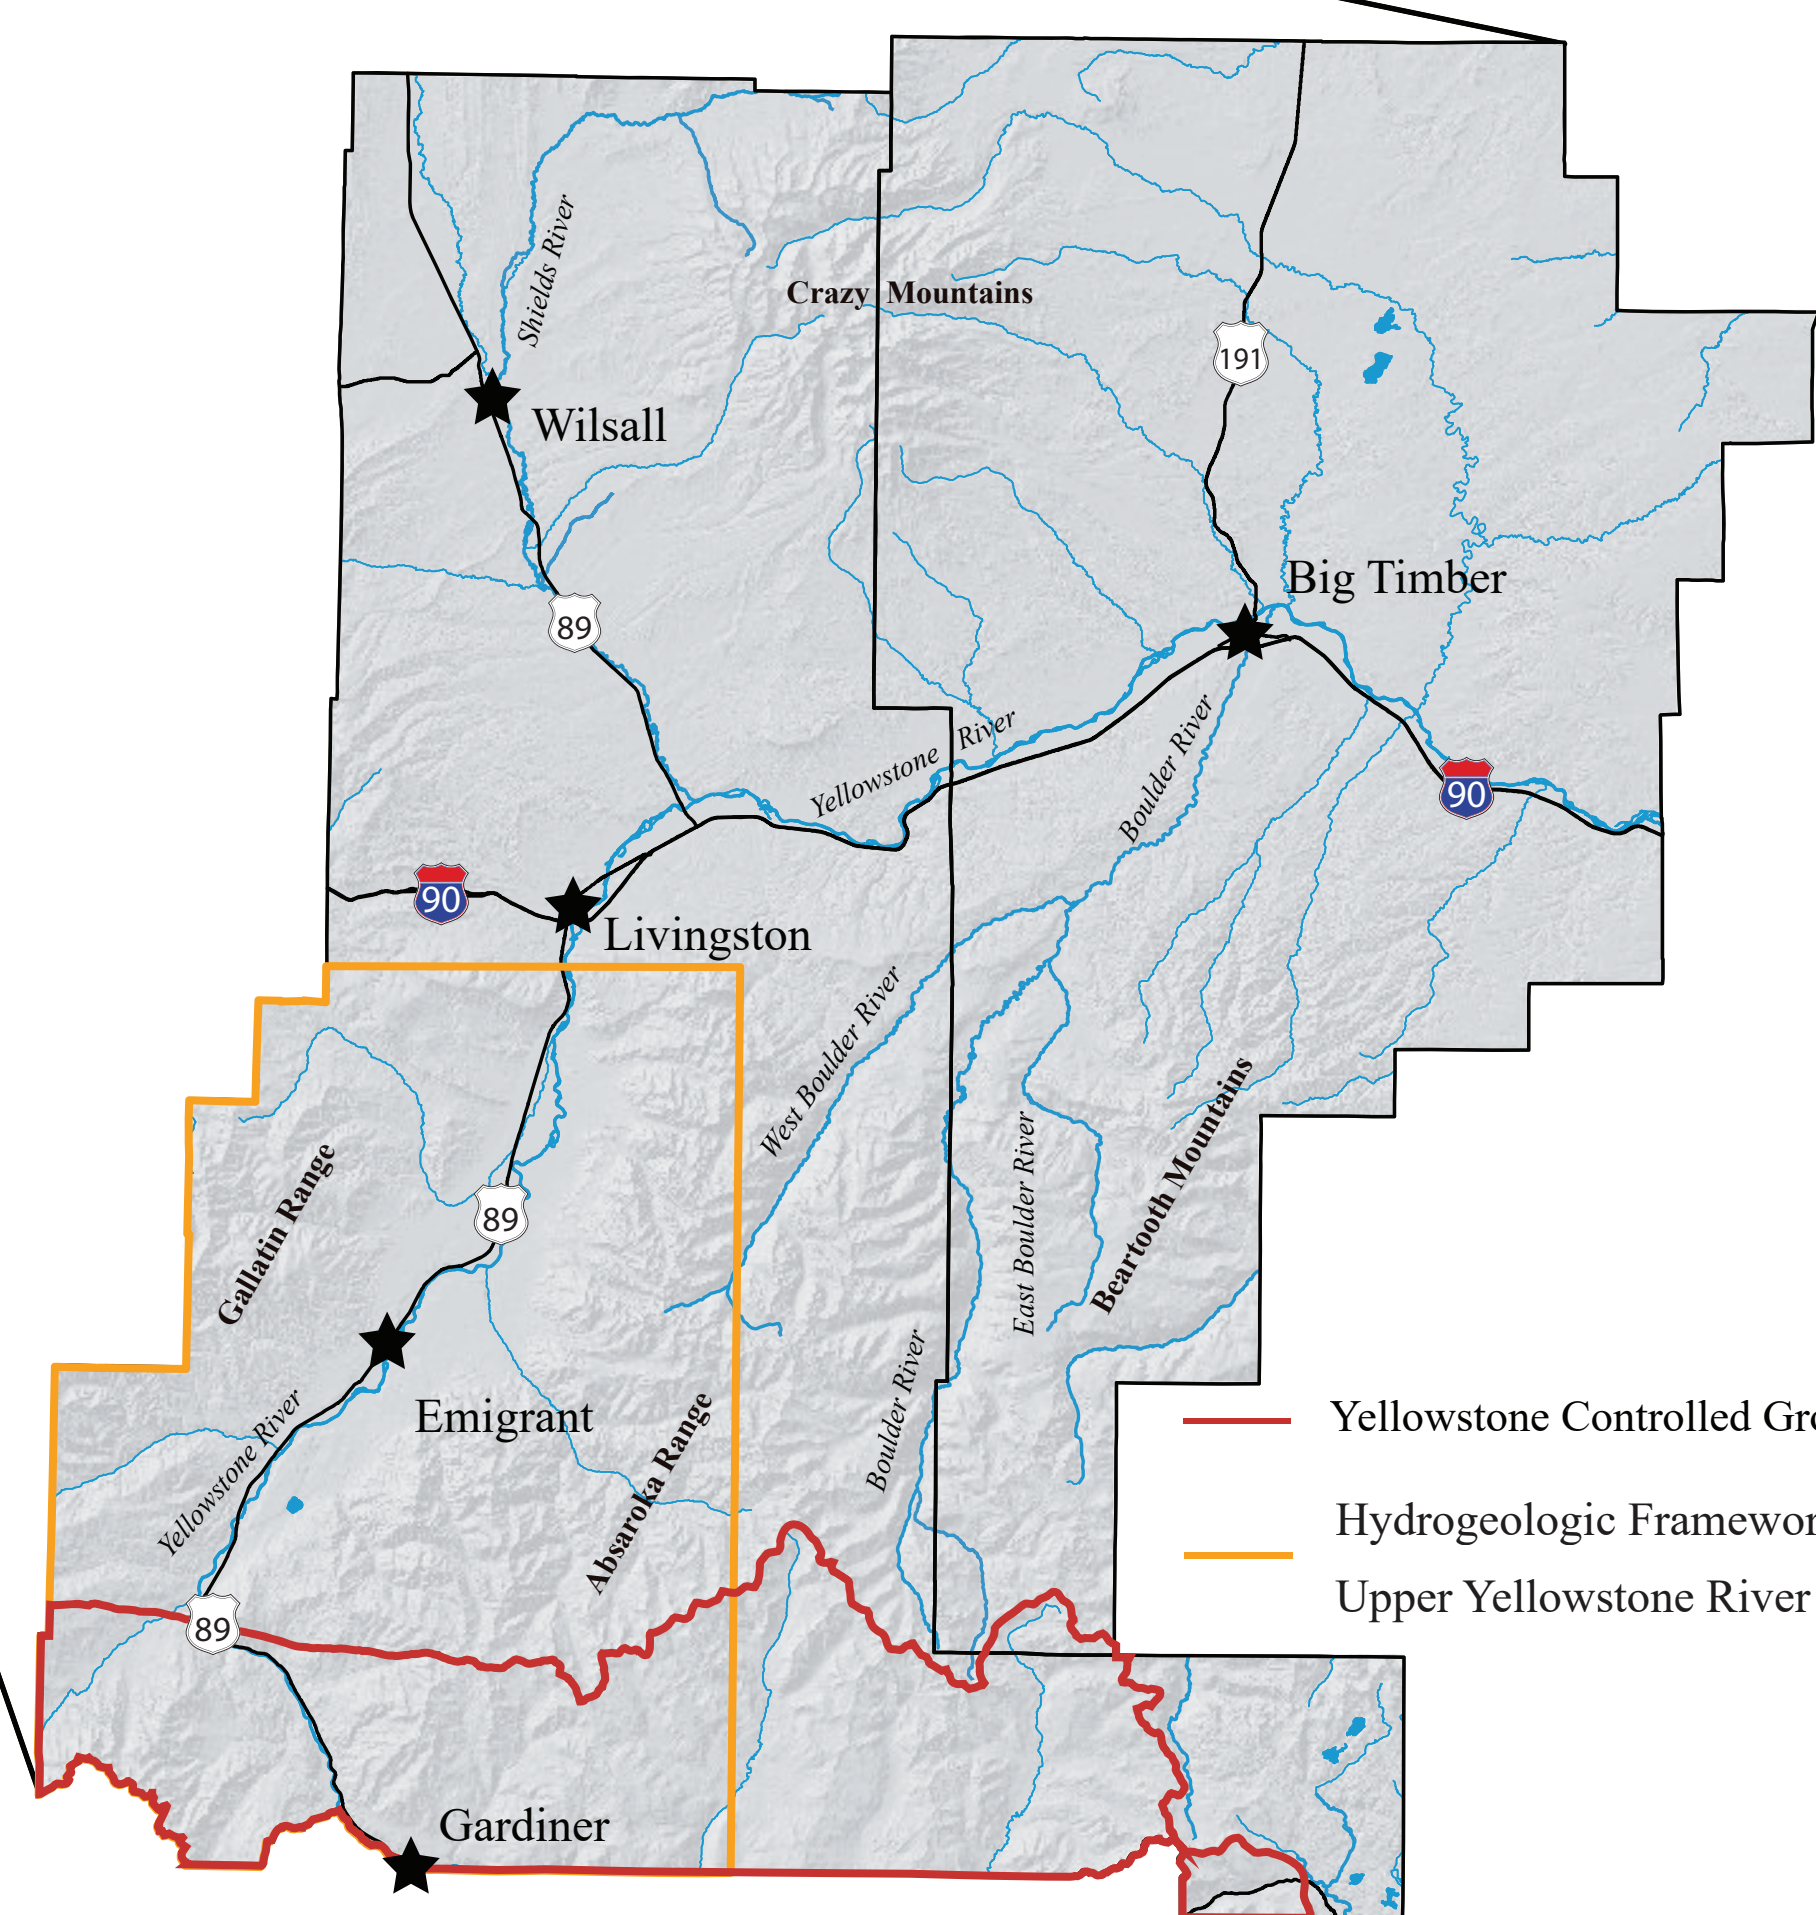 Shields River
Crazy Mountains
191
Wilsall
Big Timber
89
Yellowstone River
Boulder River
90
90
Livingston
West Boulder River
East Boulder River
Beartooth Mountains
Gallatin Range
89
Boulder River
Emigrant
Yellowstone River
Absaroka Range
Yellowstone Controlled
Hydrogeologic
Upper Yellowstone River
89
Gardiner